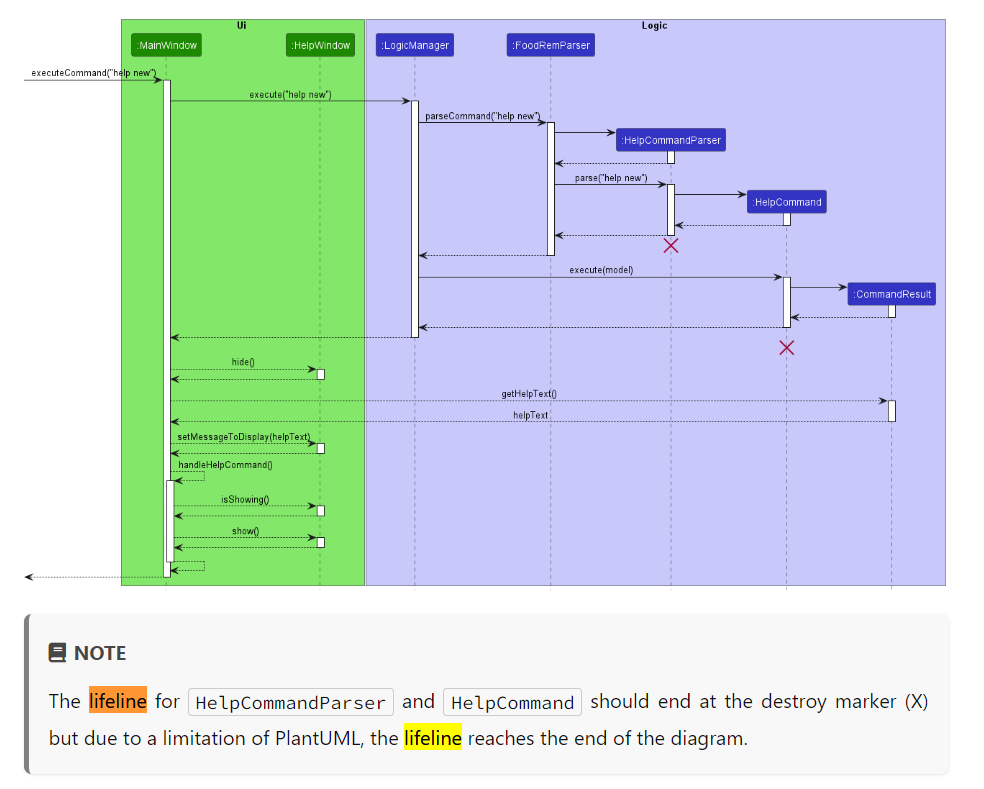 Ui
Logic
:MainWindow
:HelpWindow
:LogicManager
:FoodRemParser
executeCommand("help new")
execute("help new")
parseCommand("help new")
:HelpCommandParser
parse("help new")
:HelpCommand
execute(model)
:CommandResult
hide()
getHelpText()
helpText
setMessageToDisplay(helpText)
handleHelpCommand()
isShowing()
show()
NOTE
The lifeline for HelpCommandParser and HelpCommand should end at the destroy marker (X)
but due to a limitation of PlantUML, the lifeline reaches the end of the diagram.